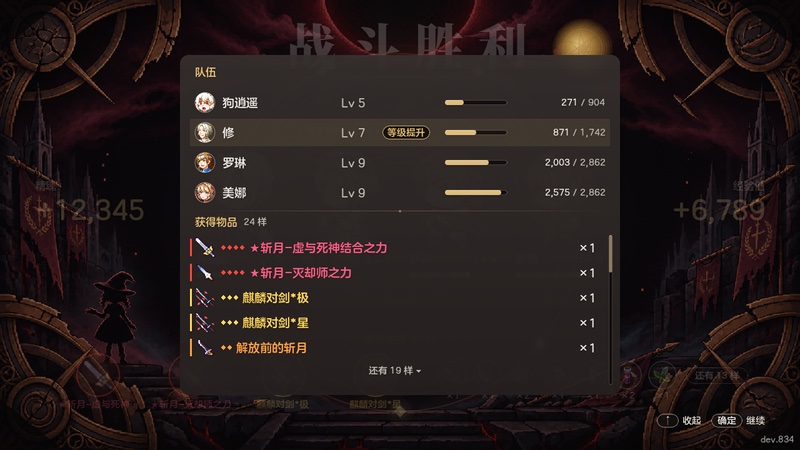 战斗胜利
队伍
狗逍遥 Lv 5 271 / 904
修 Lv 7 等级提升 871 / 1,742
罗琳 Lv 9 2,003 / 2,862
美娜 Lv 9 2,575 / 2,862
+12,345
经验值
+6,789
获得物品 24 样
★斩月-虚与死神结合之力 ×1
★斩月-灭却师之力 ×1
麒麟对剑*极 ×1
麒麟对剑*星 ×1
解放前的斩月 ×1
还有 19 样
还有 13 样
麒麟对剑*极
麒麟对剑*星
↑ 收起 确定 继续
dev.834